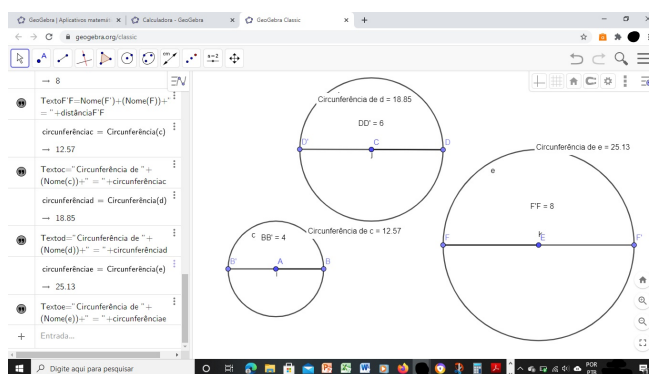 GeoGebra | Aplicativos matemáti
Calculadora - GeoGebra
GeoGebra Classic
geogebra.org/classic
→ 8
TextoF'F=Nome(F')+(Nome(F))+"
= "+distânciaF'F
circunferênciac = Circunferência(c)
→ 12.57
Textoc="Circunferência de "+
(Nome(c))+" = "+circunferênciac
circunferênciad = Circunferência(d)
→ 18.85
Textod="Circunferência de "+
(Nome(d))+" = "+circunferênciad
circunferênciae = Circunferência(e)
→ 25.13
Textoe="Circunferência de "+
(Nome(e))+" = "+circunferênciae
Entrada...
Circunferência de d = 18.85
DD' = 6
D'
C
D
Circunferência de e = 25.13
e
F'F = 8
F
E
F'
Circunferência de c = 12.57
c
BB' = 4
B'
A
B
Digite aqui para pesquisar
POR